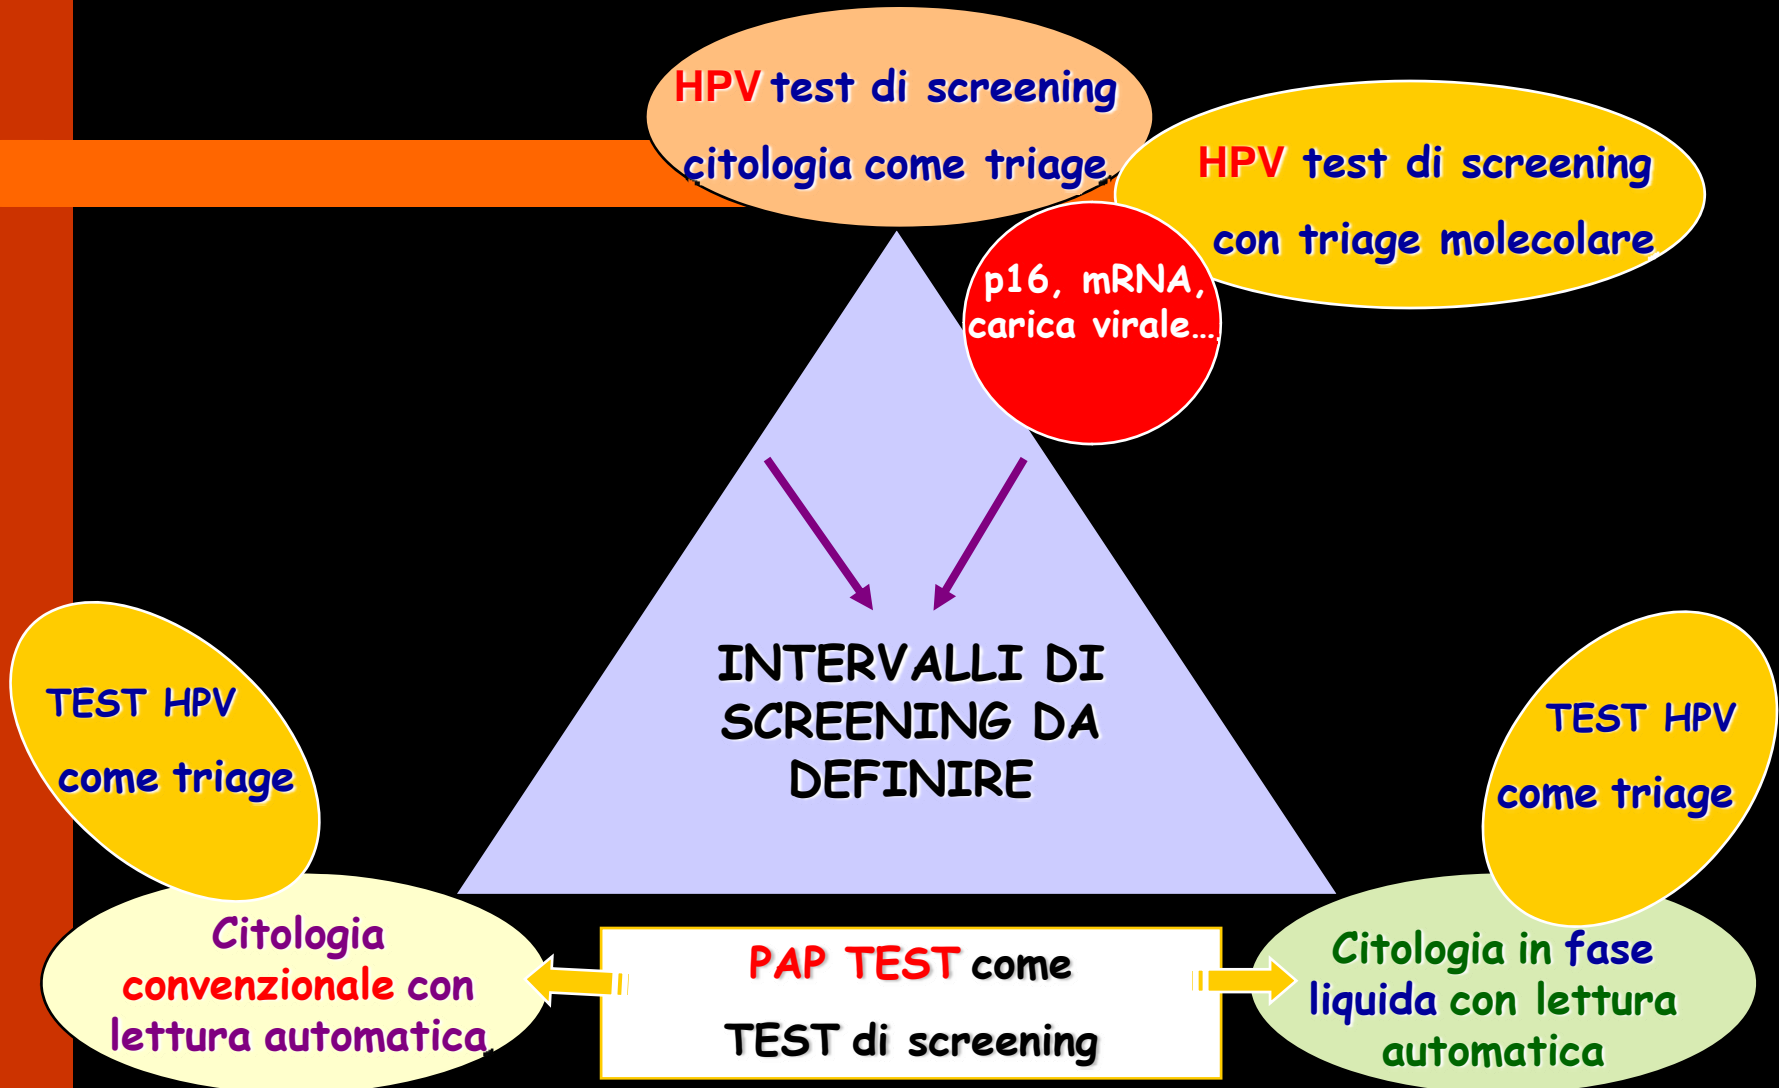 HPV test di screening
citologia come triage
HPV test di screening
con triage molecolare
p16, mRNA,
carica virale...
INTERVALLI DI
SCREENING DA
DEFINIRE
TEST HPV
come triage
TEST HPV
come triage
Citologia
convenzionale con
lettura automatica
PAP TEST come
TEST di screening
Citologia in fase
liquida con lettura
automatica